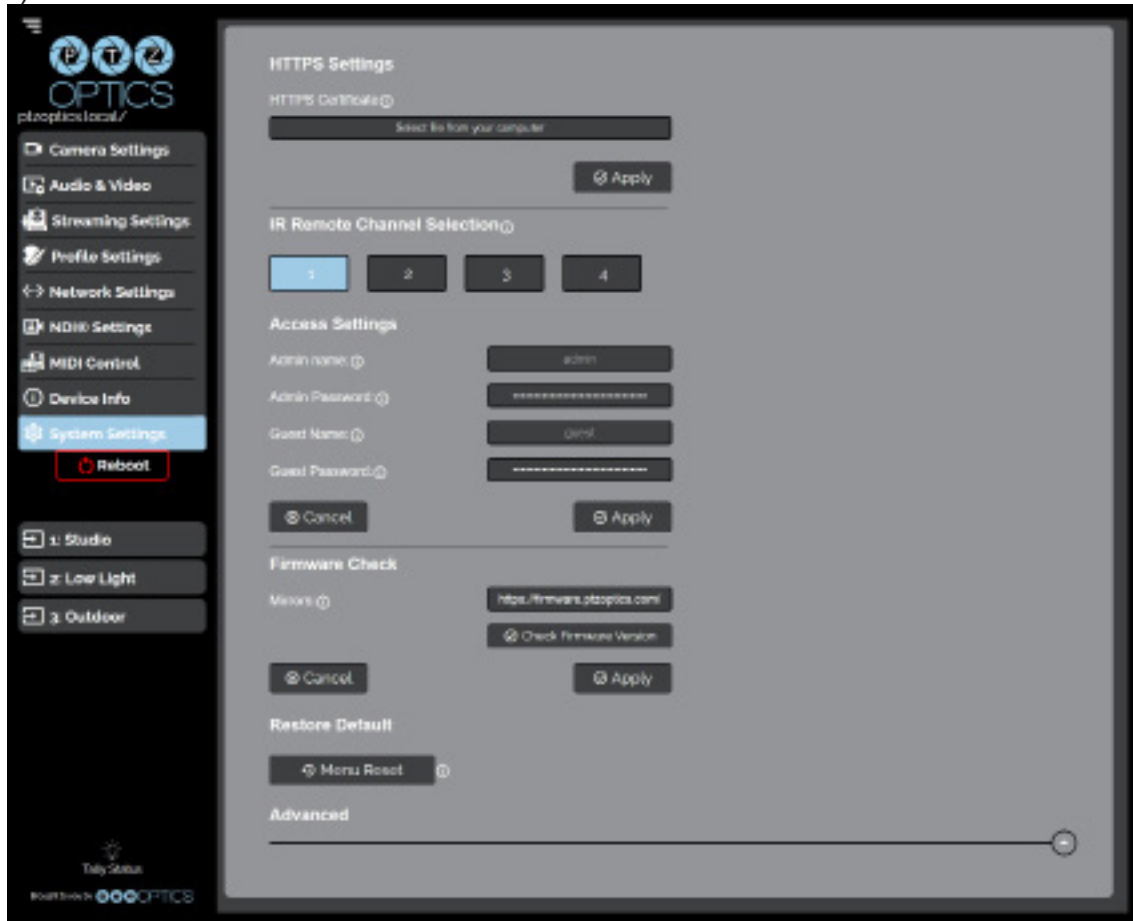 PTZ
OPTICS
ptzoptics.local/
Camera Settings
Audio & Video
Streaming Settings
Profile Settings
Network Settings
NDI® Settings
MIDI Control
Device Info
System Settings
Reboot
1: Studio
2: Low Light
3: Outdoor
Tally Status
OPTICS
HTTPS Settings
HTTPS Certificate
Select file from your computer
Apply
IR Remote Channel Selection
1 2 3 4
Access Settings
Admin name: admin
Admin Password:
Guest Name: guest
Guest Password:
Cancel Apply
Firmware Check
Mirrors https://firmware.ptzoptics.com/
Check Firmware Version
Cancel Apply
Restore Default
Menu Reset
Advanced